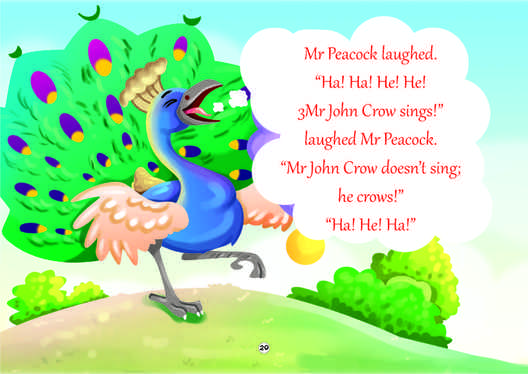 Mr Peacock laughed.
“Ha! Ha! He! He!
3Mr John Crow sings!”
laughed Mr Peacock.
“Mr John Crow doesn’t sing;
he crows!”
“Ha! He! Ha!”
29